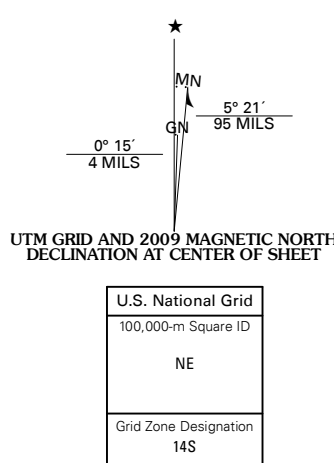 ★
MN
5° 21´
95 MILS
GN
0° 15´
4 MILS
UTM GRID AND 2009 MAGNETIC NORTH
DECLINATION AT CENTER OF SHEET
U.S. National Grid
100,000-m Square ID
NE
Grid Zone Designation
14S